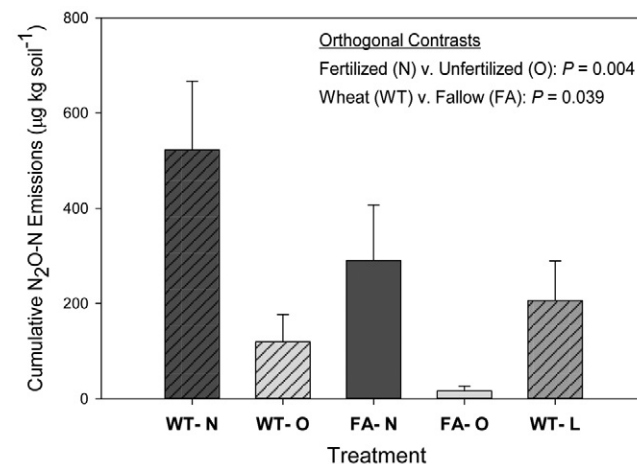 Orthogonal Contrasts
Fertilized (N) v. Unfertilized (O): P = 0.004
Wheat (WT) v. Fallow (FA): P = 0.039
Cumulative N₂O-N Emissions (µg kg soil⁻¹)
800
600
400
200
0
WT- N WT- O FA- N FA- O WT- L
Treatment